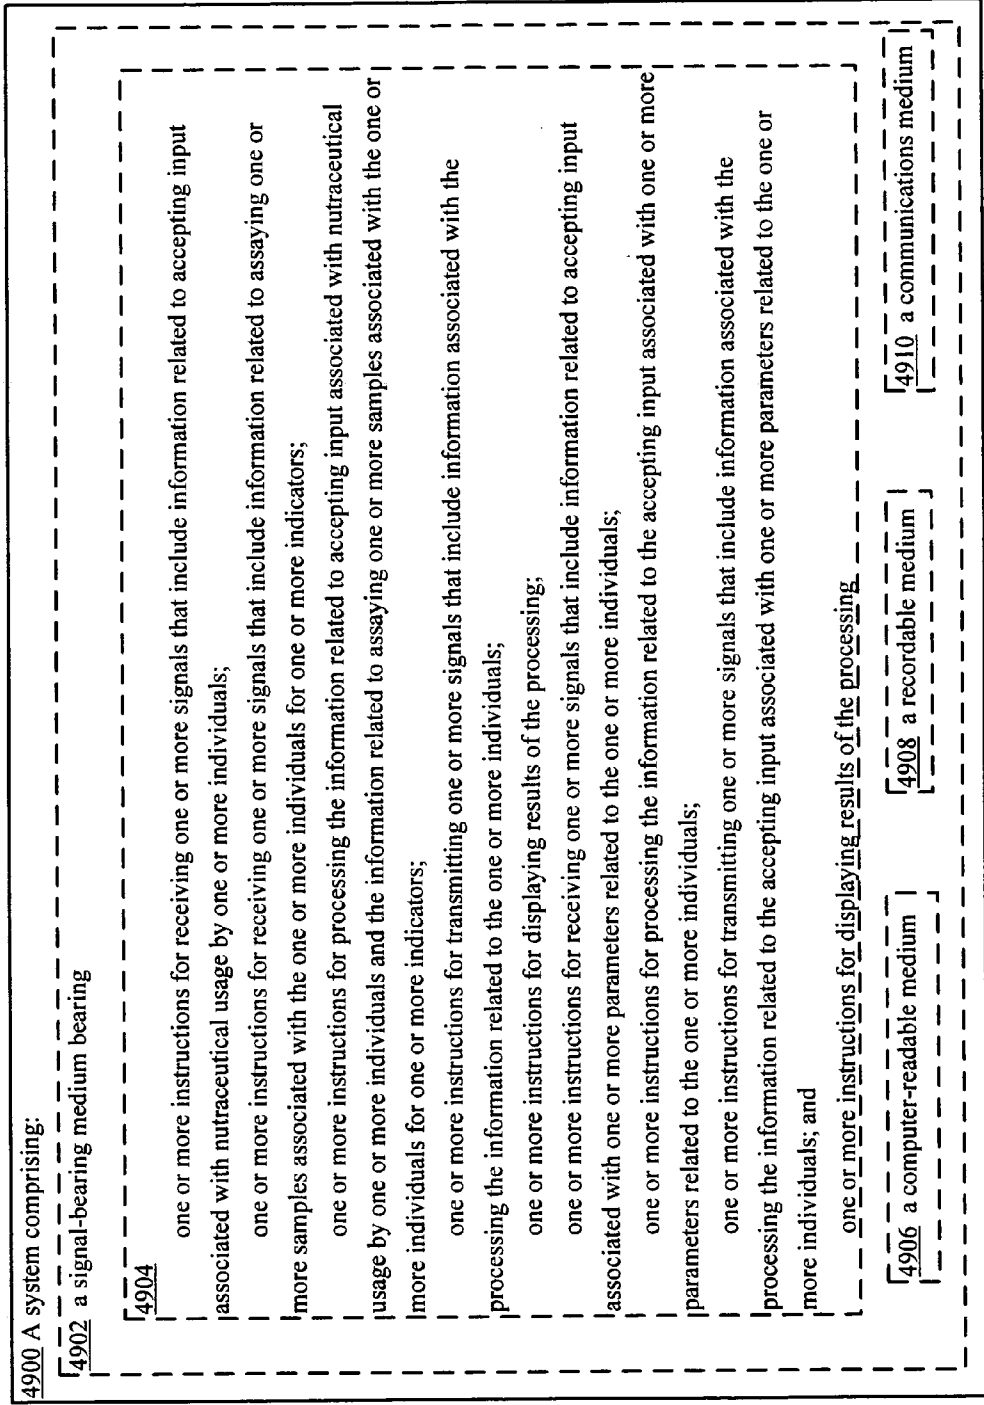 4900 A system comprising:
4902 a signal-bearing medium bearing
4904
one or more instructions for receiving one or more signals that include information related to accepting input
associated with nutraceutical usage by one or more individuals;
one or more instructions for receiving one or more signals that include information related to assaying one or
more samples associated with the one or more individuals for one or more indicators;
one or more instructions for processing the information related to accepting input associated with nutraceutical
usage by one or more individuals and the information related to assaying one or more samples associated with the one or
more individuals for one or more indicators;
one or more instructions for transmitting one or more signals that include information associated with the
processing the information related to the one or more individuals;
one or more instructions for displaying results of the processing;
one or more instructions for receiving one or more signals that include information related to accepting input
associated with one or more parameters related to the one or more individuals;
one or more instructions for processing the information related to the accepting input associated with one or more
parameters related to the one or more individuals;
one or more instructions for transmitting one or more signals that include information associated with the
processing the information related to the accepting input associated with one or more parameters related to the one or
more individuals; and
one or more instructions for displaying results of the processing
4906 a computer-readable medium
4908 a recordable medium
4910 a communications medium